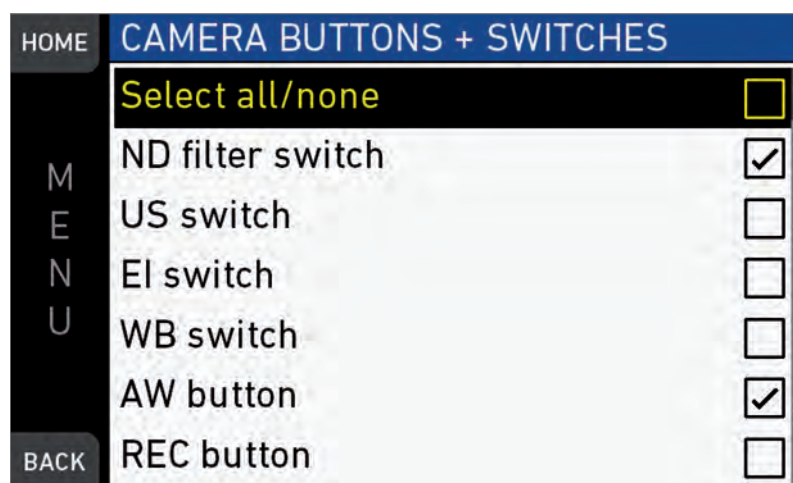 HOME
CAMERA BUTTONS + SWITCHES
Select all/none
ND filter switch
US switch
EI switch
WB switch
AW button
REC button
MENU
BACK